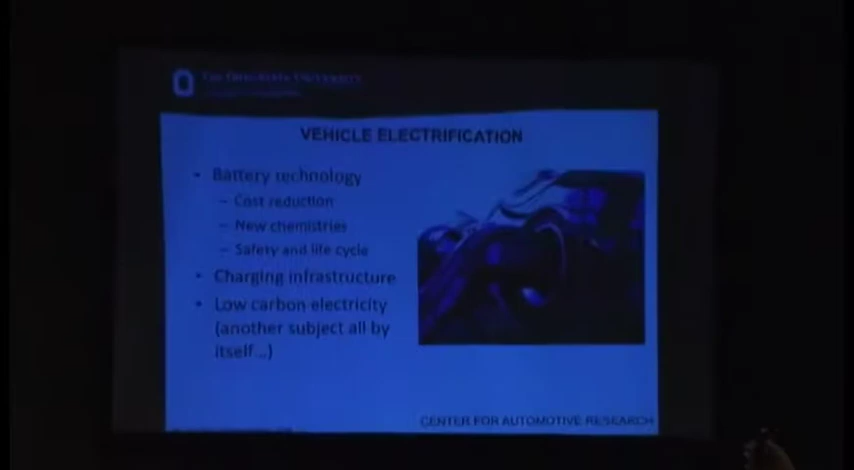 THE OHIO STATE UNIVERSITY
VEHICLE ELECTRIFICATION
• Battery technology
– Cost reduction
– New chemistries
– Safety and life cycle
• Charging infrastructure
• Low carbon electricity
(another subject all by
itself…)
CENTER FOR AUTOMOTIVE RESEARCH